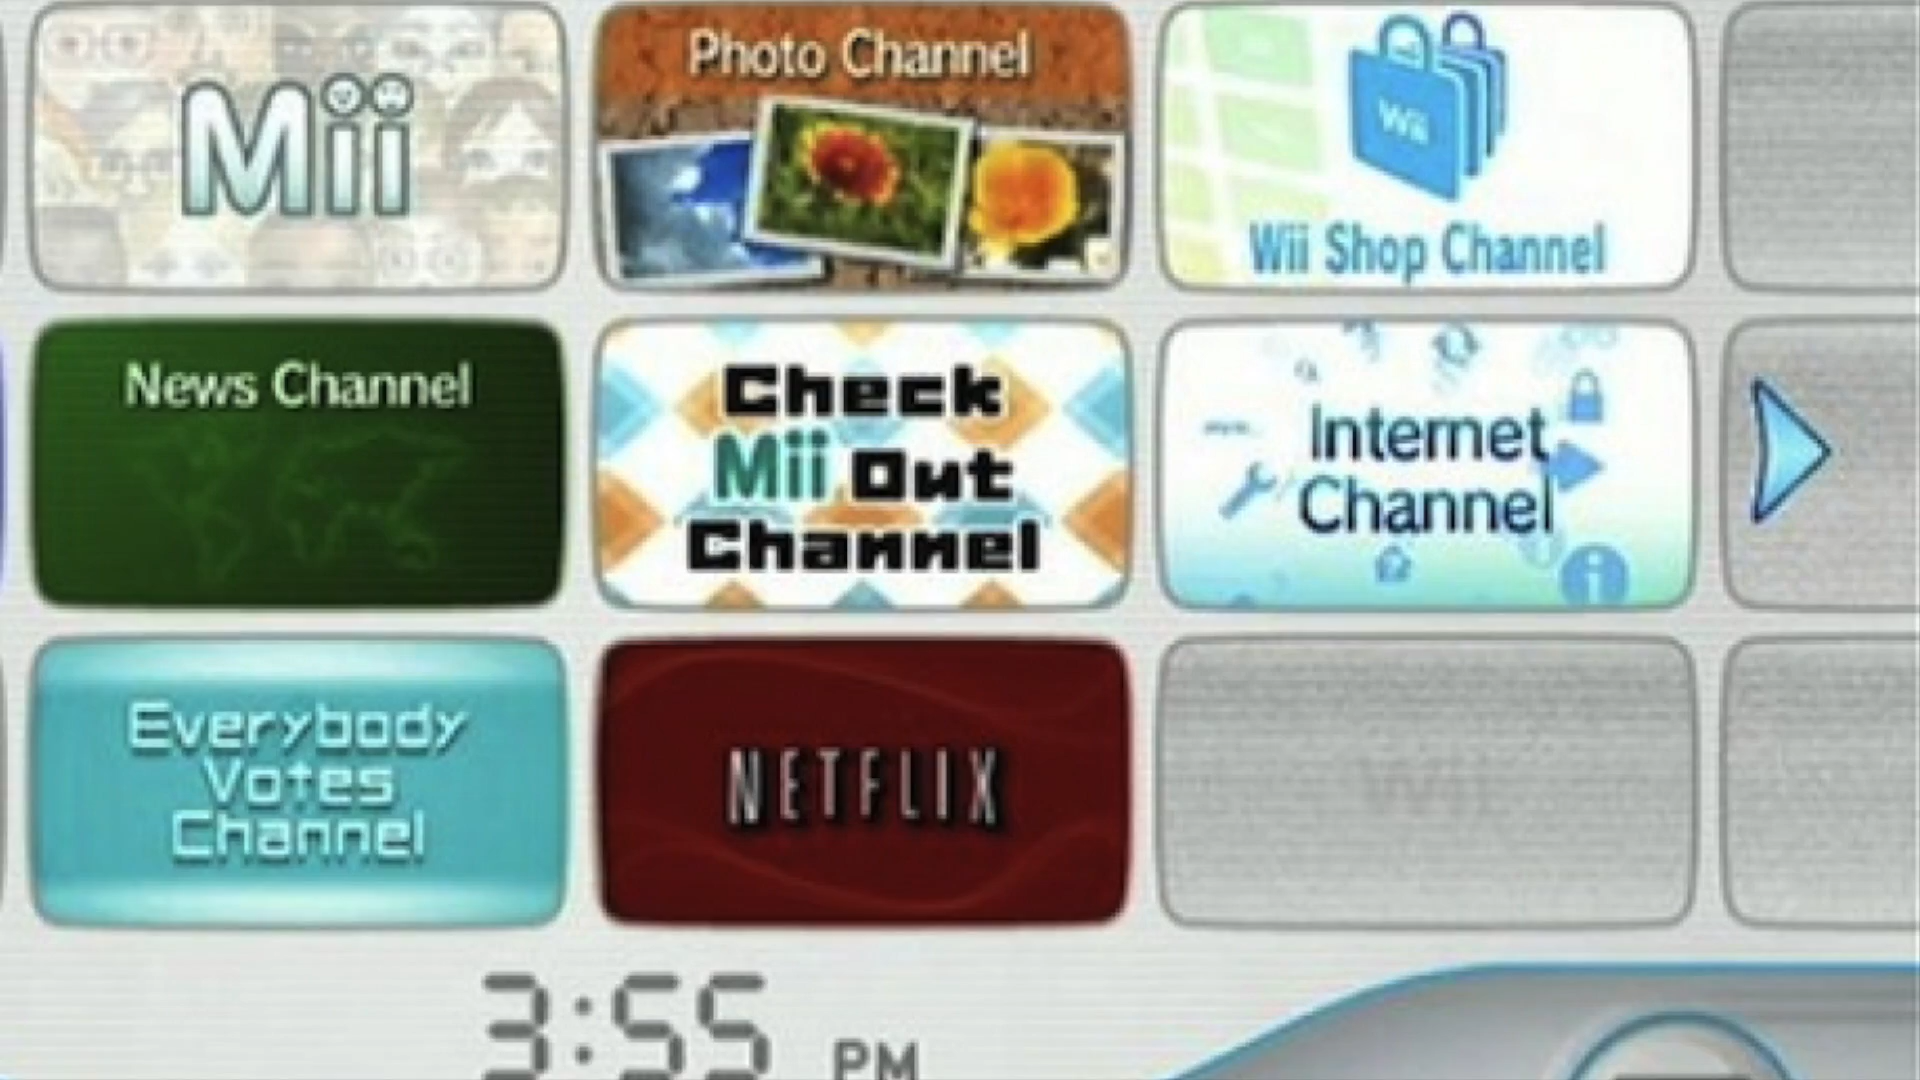 Mii
Photo Channel
Wii
Wii Shop Channel
News Channel
Check
Mii Out
Channel
www.
Internet
Channel
Everybody
Votes
Channel
NETFLIX
3:55 PM